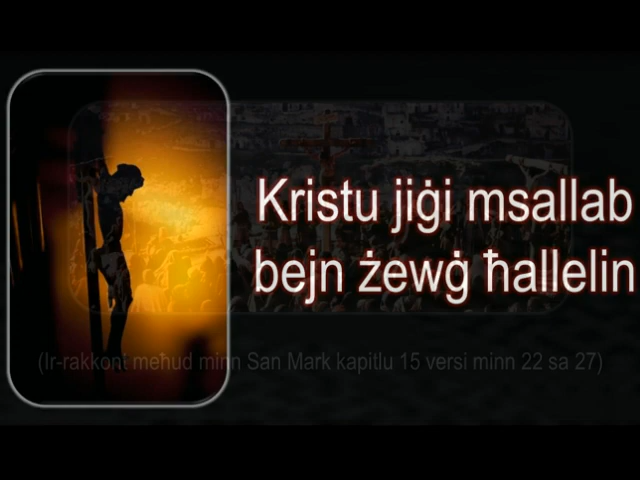 Kristu jiġi msallab
bejn żewġ ħallelin
(Ir-rakkont meħud minn San Mark kapitlu 15 versi minn 22 sa 27)